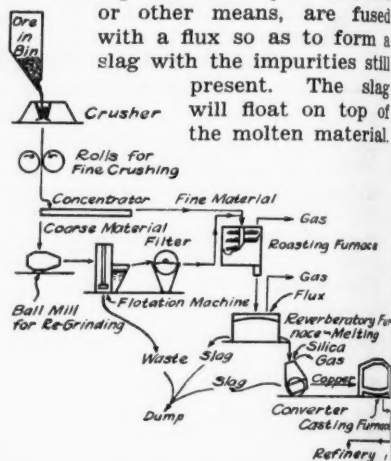 or other means, are fused
with a flux so as to form a
slag with the impurities still
present. The slag
will float on top of
the molten material.
Ore
in
Bin
Crusher
Rolls for
Fine Crushing
Concentrator
Fine Material
Gas
Coarse Material
Filter
Roasting Furnace
Gas
Flux
Ball Mill
for Re-Grinding
Flotation Machine
Reverberatory Fur-
nace-Melting
Silica
Gas
Waste
Slag
Slag
Copper
Dump
Converter
Casting Furnace
Refinery